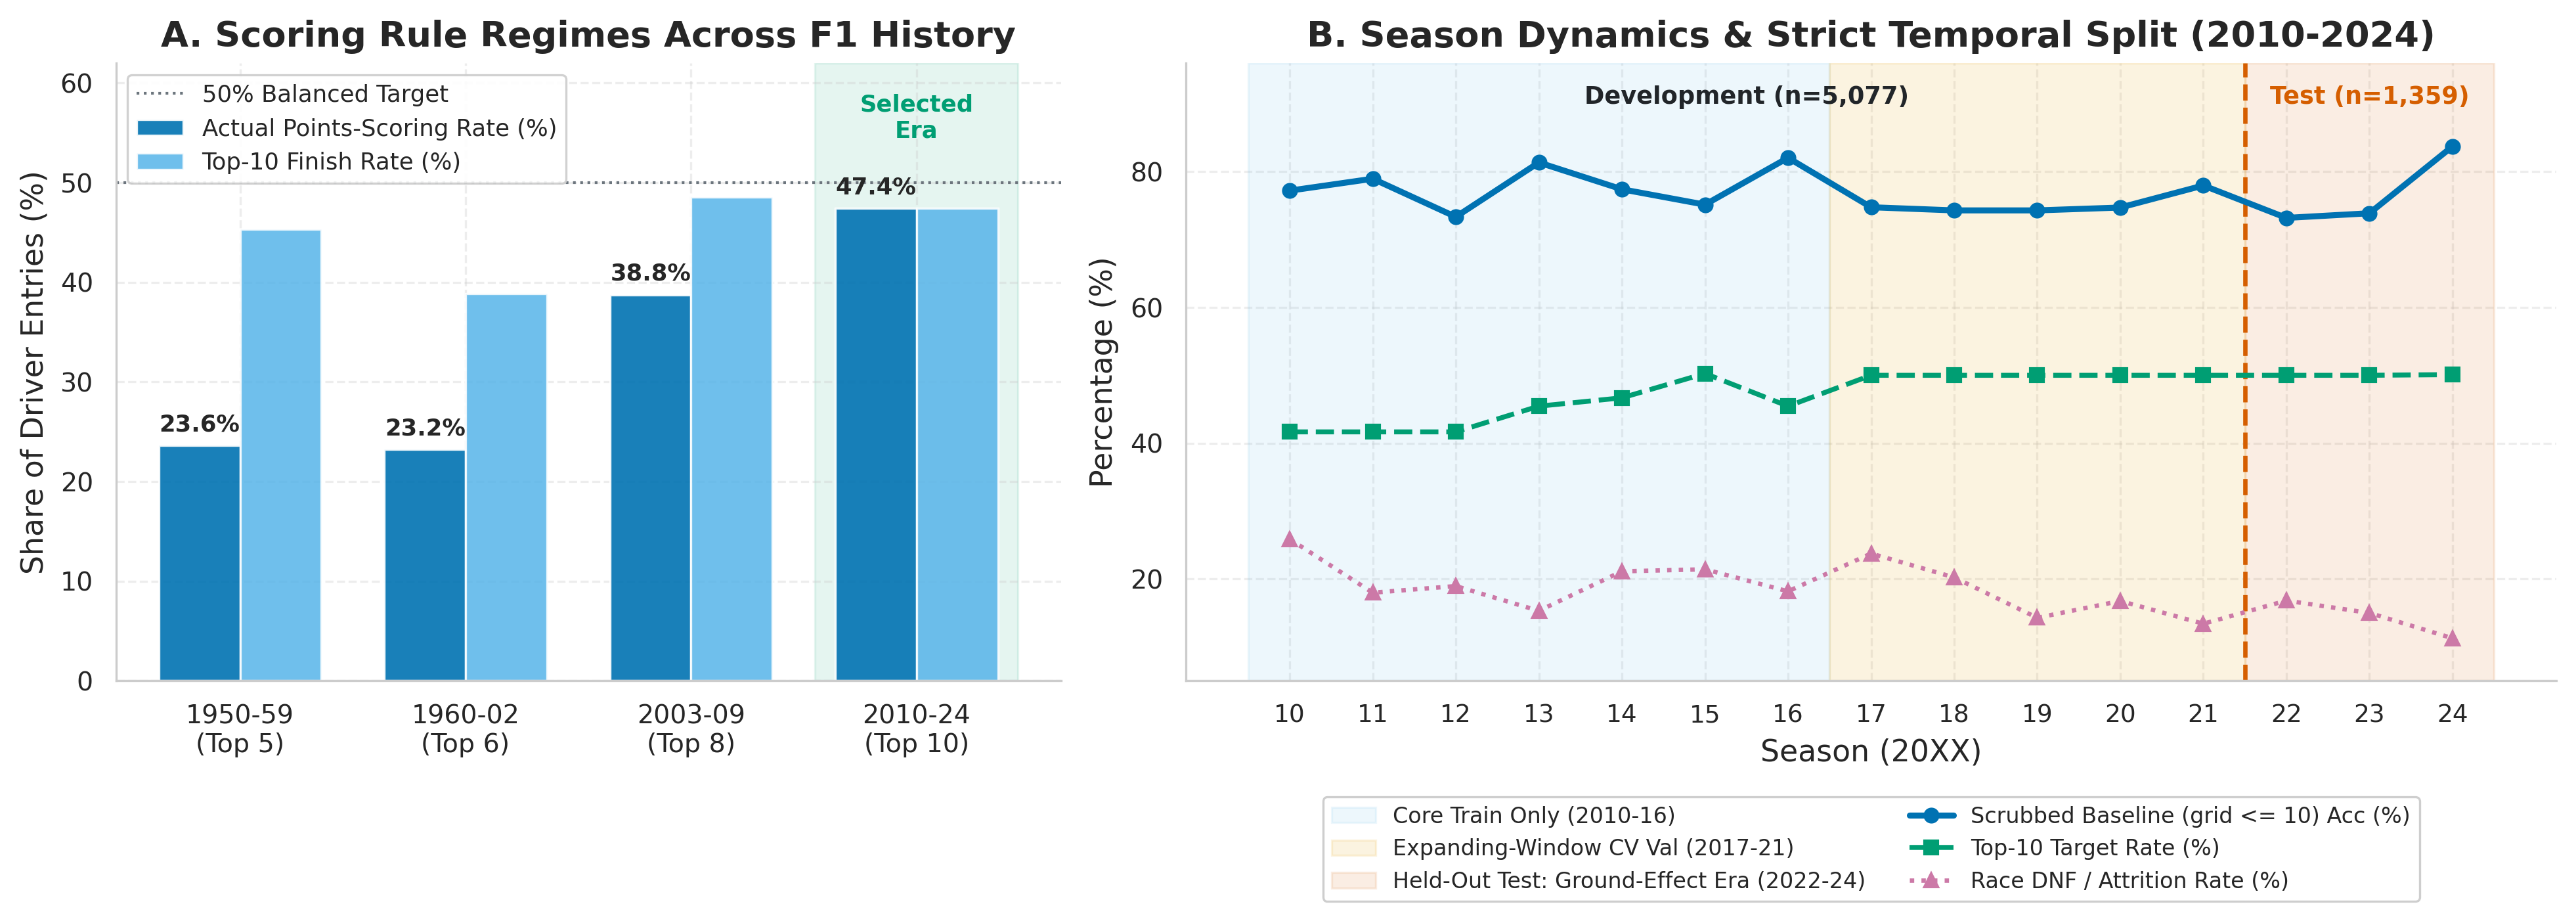 A. Scoring Rule Regimes Across F1 History
Share of Driver Entries (%)
60
50
40
30
20
10
0
50% Balanced Target
Actual Points-Scoring Rate (%)
Top-10 Finish Rate (%)
Selected
Era
23.6%
23.2%
38.8%
47.4%
1950-59
(Top 5)
1960-02
(Top 6)
2003-09
(Top 8)
2010-24
(Top 10)
B. Season Dynamics & Strict Temporal Split (2010-2024)
Percentage (%)
80
60
40
20
Development (n=5,077)
Test (n=1,359)
10 11 12 13 14 15 16 17 18 19 20 21 22 23 24
Season (20XX)
Core Train Only (2010-16)
Expanding-Window CV Val (2017-21)
Held-Out Test: Ground-Effect Era (2022-24)
Scrubbed Baseline (grid <= 10) Acc (%)
Top-10 Target Rate (%)
Race DNF / Attrition Rate (%)